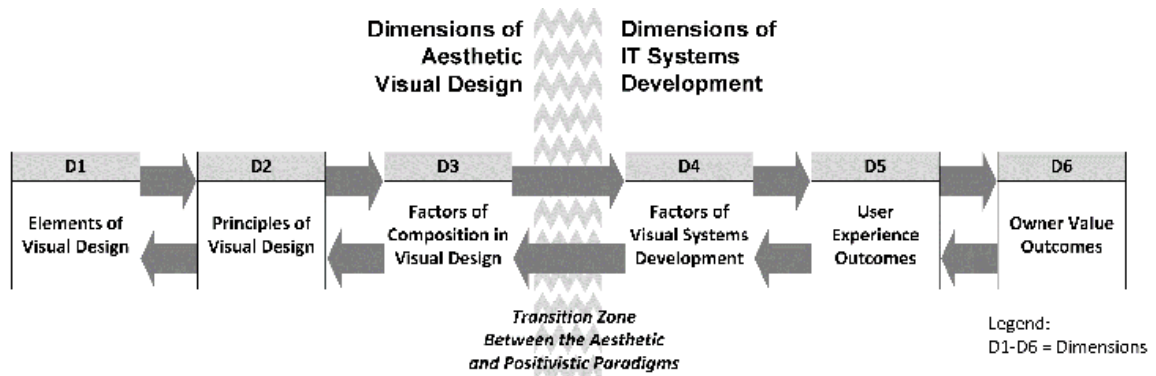 Dimensions of
Aesthetic
Visual Design
Dimensions of
IT Systems
Development
D1
D2
D3
D4
D5
D6
Elements of
Visual Design
Principles of
Visual Design
Factors of
Composition in
Visual Design
Factors of
Visual Systems
Development
User
Experience
Outcomes
Owner Value
Outcomes
Transition Zone
Between the Aesthetic
and Positivistic Paradigms
Legend:
D1-D6 = Dimensions